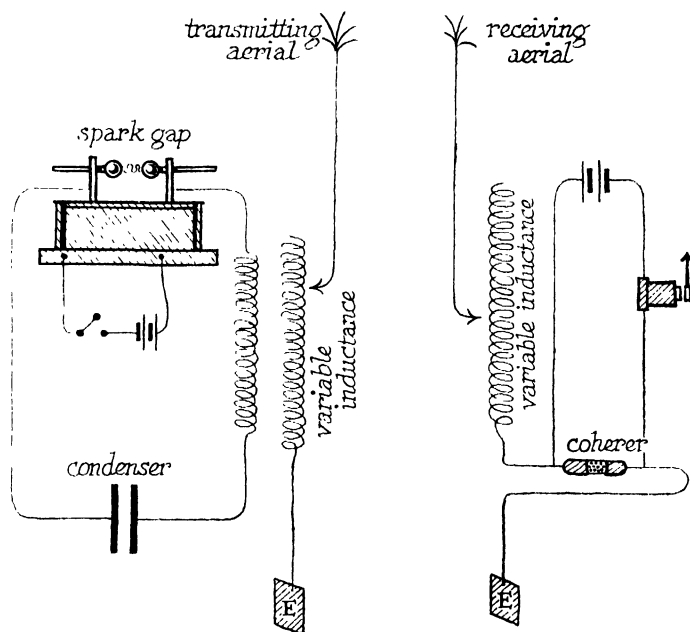 transmitting
aerial
receiving
aerial
spark gap
variable
inductance
variable inductance
condenser
coherer
E
E